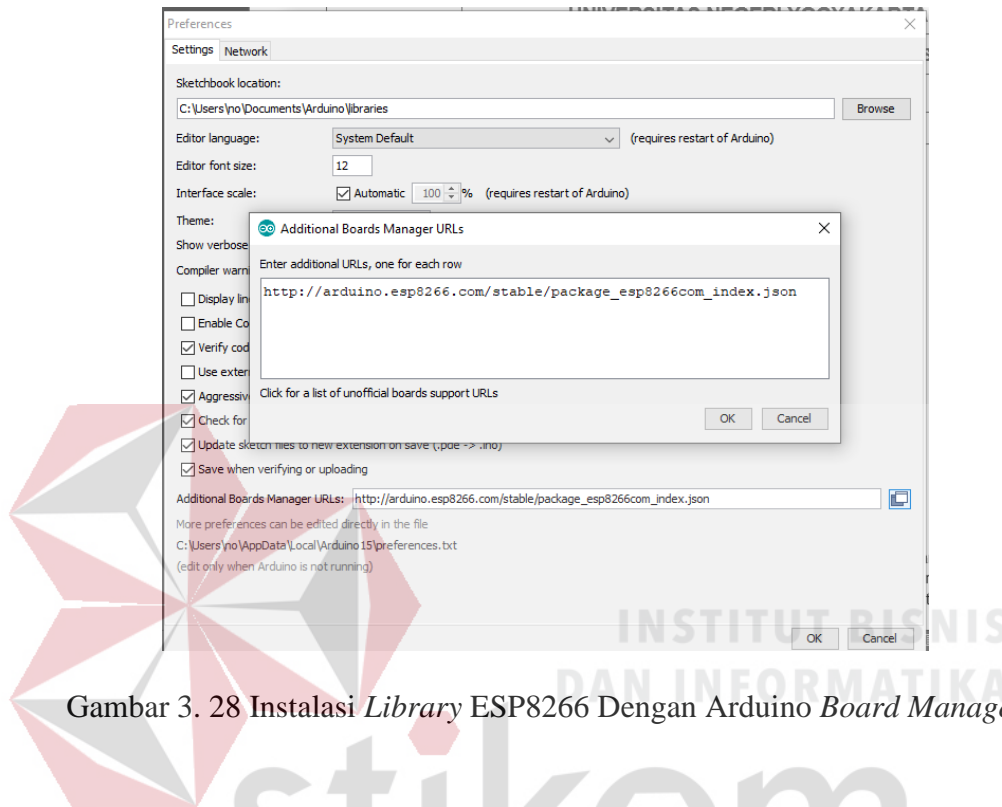 UNIVERSITAS NEGERI YOGYAKARTA
Preferences
Settings Network
Sketchbook location:
C:\Users\no\Documents\Arduino\libraries Browse
Editor language: System Default (requires restart of Arduino)
Editor font size: 12
Interface scale: Automatic 100 % (requires restart of Arduino)
Theme:
Additional Boards Manager URLs
Show verbose
Enter additional URLs, one for each row
Compiler warni
http://arduino.esp8266.com/stable/package_esp8266com_index.json
Display lin
Enable Co
Verify cod
Use extern
Aggressiv
Click for a list of unofficial boards support URLs
Check for
OK Cancel
Update sketch files to new extension on save (.pde -> .ino)
Save when verifying or uploading
Additional Boards Manager URLs: http://arduino.esp8266.com/stable/package_esp8266com_index.json
More preferences can be edited directly in the file
C:\Users\no\AppData\Local\Arduino15\preferences.txt
(edit only when Arduino is not running)
INSTITUT BISNIS
OK Cancel
DAN INFORMATIKA
Gambar 3. 28 Instalasi Library ESP8266 Dengan Arduino Board Manage
stikom